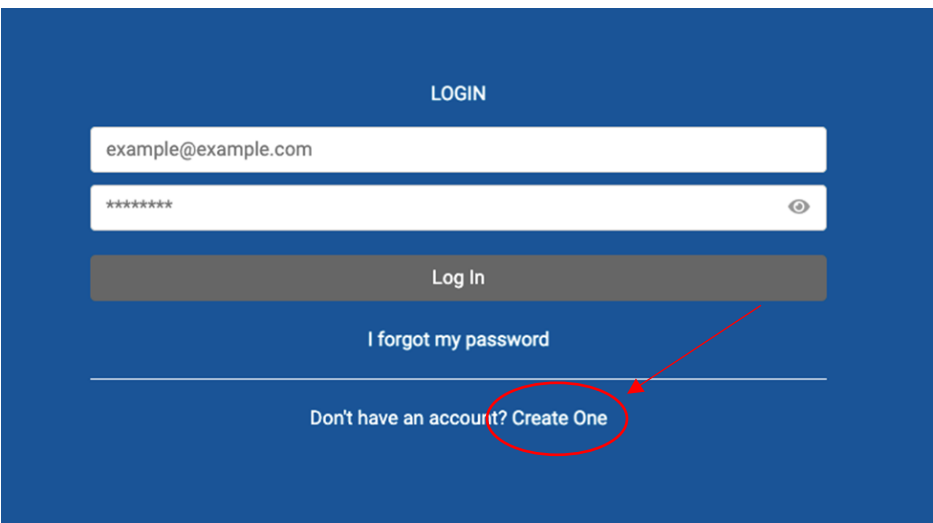 LOGIN
example@example.com
********
Log In
I forgot my password
Don't have an account? Create One